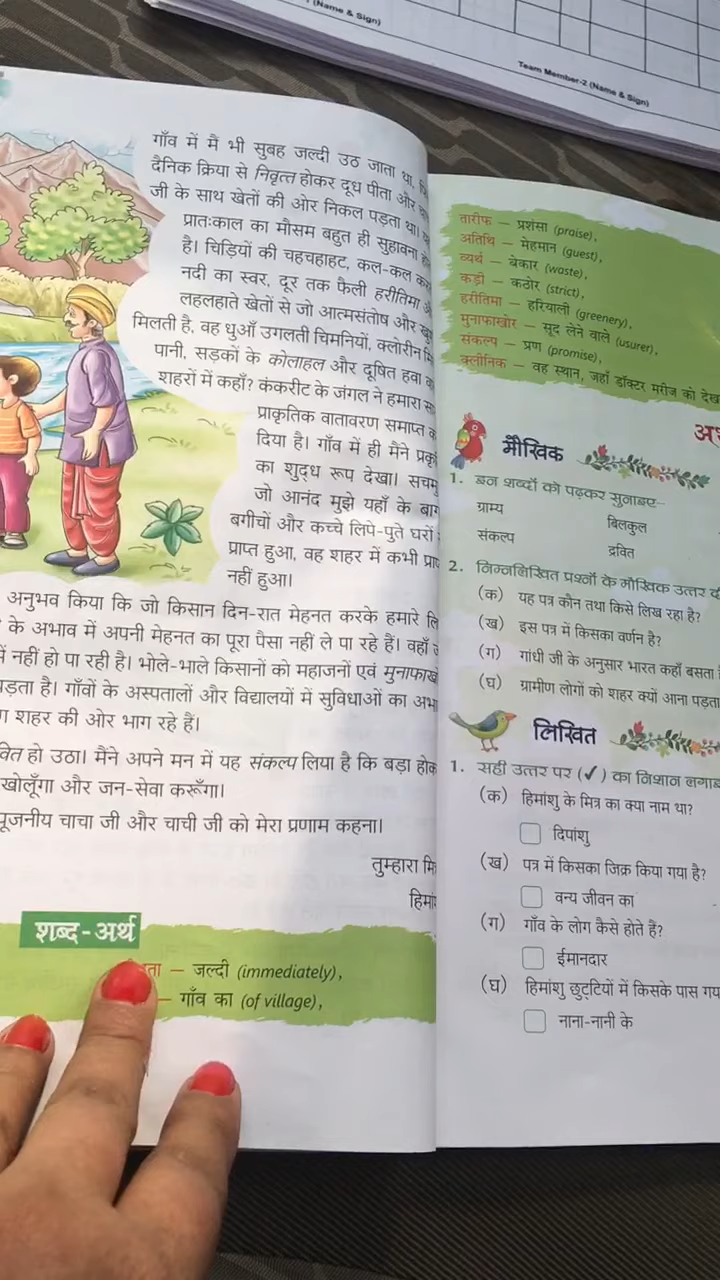 (Name & Sign)
Team Member-2 (Name & Sign)
गाँव में मैं भी सुबह जल्दी उठ जाता था,
दैनिक क्रिया से निवृत्त होकर दूध पीता और
जी के साथ खेतों की ओर निकल पड़ता था।
प्रातःकाल का मौसम बहुत ही सुहावना
है। चिड़ियों की चहचहाहट, कल-कल
नदी का स्वर, दूर तक फैली हरीतिमा
लहलहाते खेतों से जो आत्मसंतोष और
मिलती है, वह धुआँ उगलती चिमनियों, क्लोरीन
पानी, सड़कों के कोलाहल और दूषित हवा
शहरों में कहाँ? कंकरीट के जंगल ने हमारा
प्राकृतिक वातावरण समाप्त
दिया है। गाँव में ही मैंने
का शुद्ध रूप देखा।
जो आनंद मुझे यहाँ के
बगीचों और कच्चे लिपे-पुते घरों
प्राप्त हुआ, वह शहर में कभी
नहीं हुआ।
अनुभव किया कि जो किसान दिन-रात मेहनत करके हमारे
के अभाव में अपनी मेहनत का पूरा पैसा नहीं ले पा रहे हैं। वहाँ
नहीं हो पा रही है। भोले-भाले किसानों को महाजनों एवं
है। गाँवों के अस्पतालों और विद्यालयों में सुविधाओं का
शहर की ओर भाग रहे हैं।
हो उठा। मैंने अपने मन में यह संकल्प लिया है कि बड़ा
खोलूँगा और जन-सेवा करूँगा।
पूजनीय चाचा जी और चाची जी को मेरा प्रणाम कहना।
तुम्हारा
शब्द-अर्थ
— जल्दी (immediately),
— गाँव का (of village),
तारीफ — प्रशंसा (praise),
अतिथि — मेहमान (guest),
व्यर्थ — बेकार (waste),
कड़ी — कठोर (strict),
हरीतिमा — हरियाली (greenery),
मुनाफाखोर — सूद लेने वाले (usurer),
संकल्प — प्रण (promise),
क्लीनिक — वह स्थान, जहाँ डॉक्टर मरीज को
मौखिक
1. इन शब्दों को पढ़कर सुनाइए—
ग्राम्य बिलकुल
संकल्प द्रवित
2. निम्नलिखित प्रश्नों के मौखिक उत्तर
(क) यह पत्र कौन तथा किसे लिख रहा है?
(ख) इस पत्र में किसका वर्णन है?
(ग) गांधी जी के अनुसार भारत कहाँ बसता
(घ) ग्रामीण लोगों को शहर क्यों आना पड़ता
लिखित
1. सही उत्तर पर (✓) का निशान
(क) हिमांशु के मित्र का क्या नाम था?
दिपांशु
(ख) पत्र में किसका जिक्र किया गया है?
वन्य जीवन का
(ग) गाँव के लोग कैसे होते हैं?
ईमानदार
(घ) हिमांशु छुट्टियों में किसके पास
नाना-नानी के